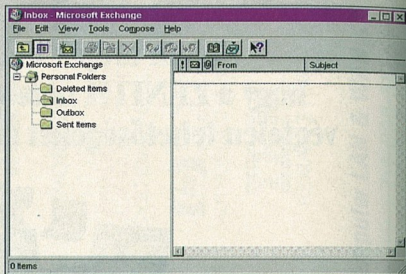 Inbox - Microsoft Exchange
File Edit View Tools Compose Help
Microsoft Exchange
Personal Folders
Deleted Items
Inbox
Outbox
Sent Items
! From Subject
0 Items